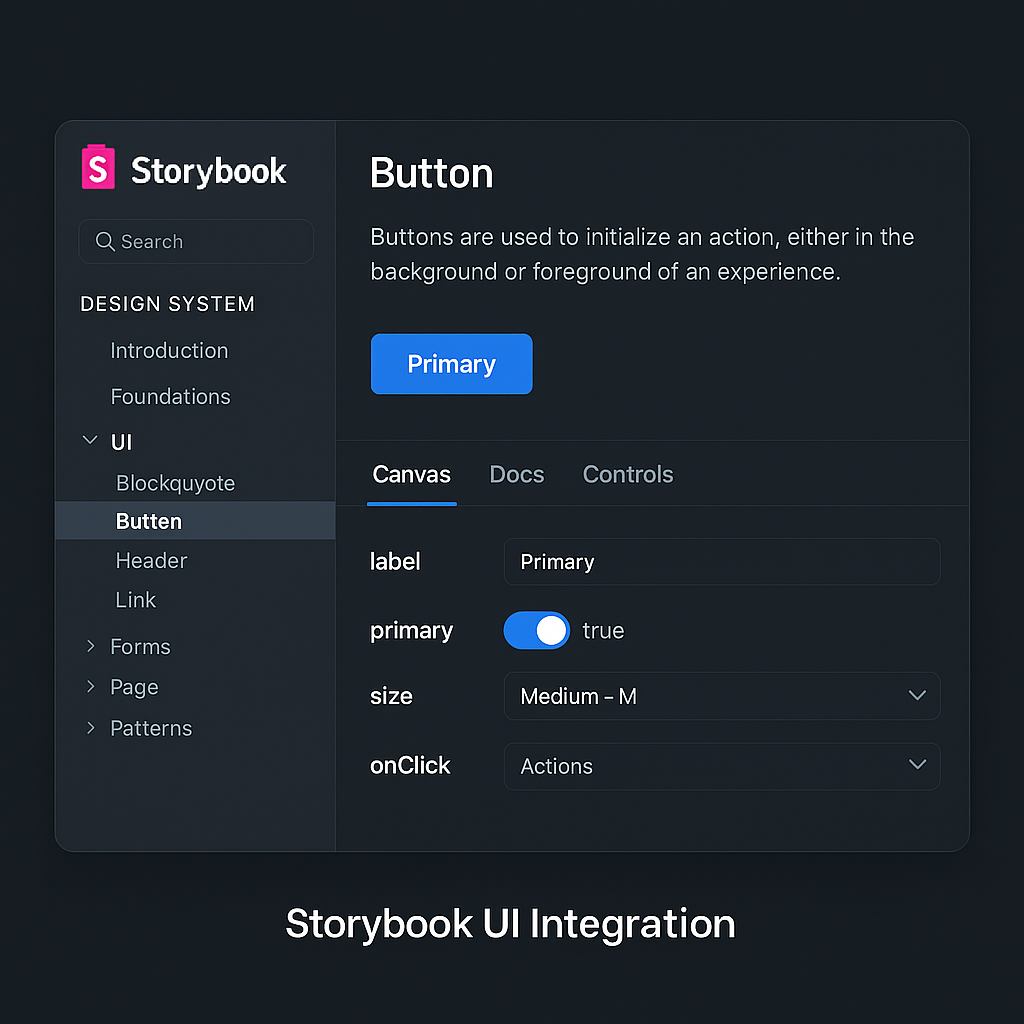 S Storybook
Search
DESIGN SYSTEM
Introduction
Foundations
UI
Blockquyote
Butten
Header
Link
Forms
Page
Patterns
Button
Buttons are used to initialize an action, either in the
background or foreground of an experience.
Primary
Canvas Docs Controls
label Primary
primary true
size Medium – M
onClick Actions
Storybook UI Integration